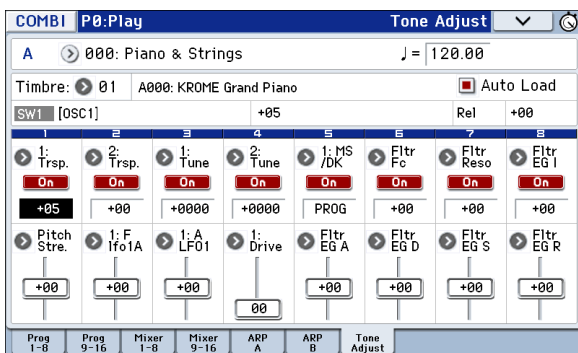 COMBI P0:Play Tone Adjust
A 000: Piano & Strings ♩= 120.00
Timbre: 01 A000: KROME Grand Piano Auto Load
SW1 [OSC1] +05 Rel +00
1 2 3 4 5 6 7 8
1: Trsp. 2: Trsp. 1: Tune 2: Tune 1: MS /DK Fltr Fc Fltr Reso Fltr EG I
On On On On On On On On
+05 +00 +0000 +0000 PROG +00 +00 +00
Pitch Stre. 1: F lfo1A 1: A LFO1 1: Drive Fltr EG A Fltr EG D Fltr EG S Fltr EG R
+00 +00 +00 00 +00 +00 +00 +00
Prog 1-8 Prog 9-16 Mixer 1-8 Mixer 9-16 ARP A ARP B Tone Adjust